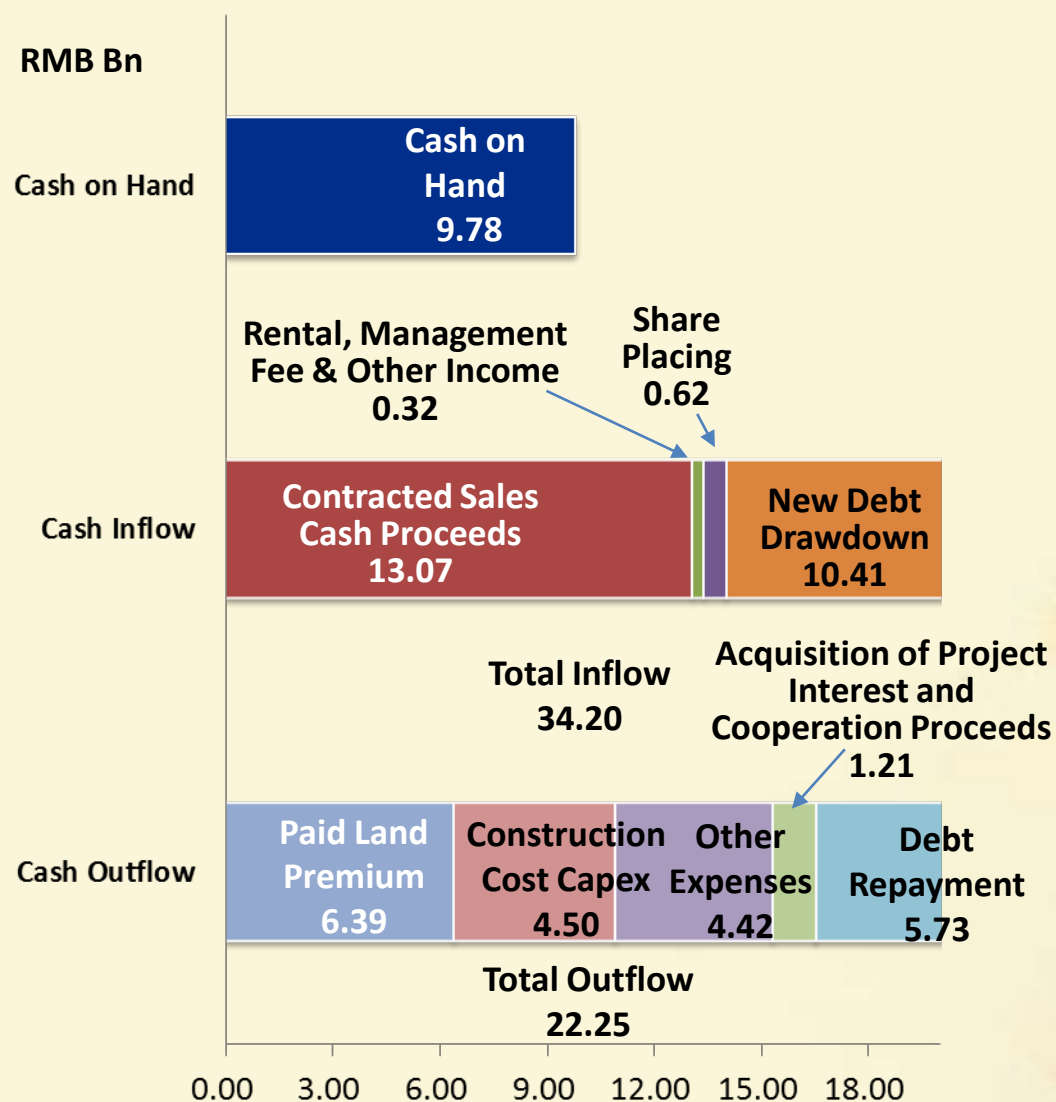 RMB Bn
Cash on Hand
Cash on
Hand
9.78
Rental, Management
Fee & Other Income
0.32
Share
Placing
0.62
Cash Inflow
Contracted Sales
Cash Proceeds
13.07
New Debt
Drawdown
10.41
Total Inflow
34.20
Acquisition of Project
Interest and
Cooperation Proceeds
1.21
Cash Outflow
Paid Land
Premium
6.39
Construction
Cost Capex
4.50
Other
Expenses
4.42
Debt
Repayment
5.73
Total Outflow
22.25
0.00 3.00 6.00 9.00 12.00 15.00 18.00